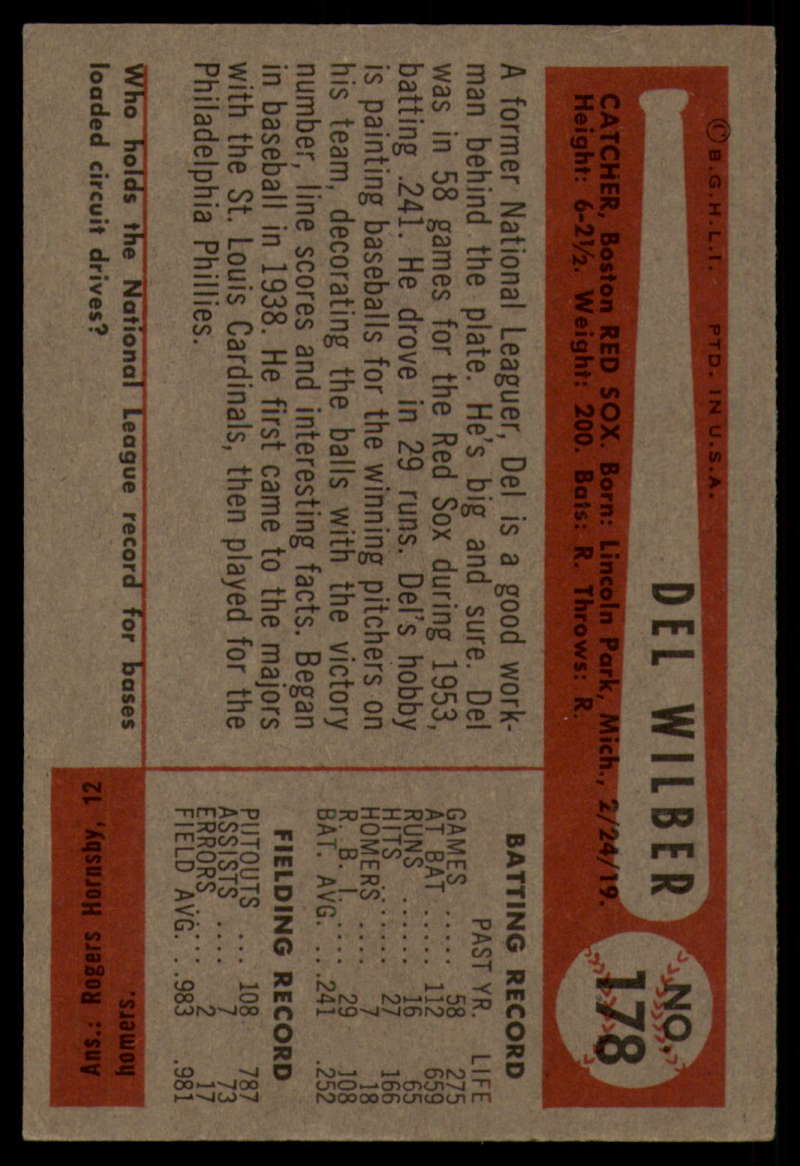 © B.G.H.L.I. PTD. IN U.S.A.
DEL WILBER
NO.
178
CATCHER, Boston RED SOX. Born: Lincoln Park, Mich., 2/24/19.
Height: 6-2½. Weight: 200. Bats: R. Throws: R.
A former National Leaguer, Del is a good work-
man behind the plate. He's big and sure. Del
was in 58 games for the Red Sox during 1953,
batting .241. He drove in 29 runs. Del's hobby
is painting baseballs for the winning pitchers on
his team, decorating the balls with the victory
number, line scores and interesting facts. Began
in baseball in 1938. He first came to the majors
with the St. Louis Cardinals, then played for the
Philadelphia Phillies.
BATTING RECORD
PAST YR. LIFE
GAMES ..... 58 275
AT BAT ..... 112 659
RUNS ...... 16 65
HITS ...... 27 166
HOMERS .... 7 18
R. B. I. .... 29 108
BAT. AVG. .. .241 .252
FIELDING RECORD
PUTOUTS ... 108 787
ASSISTS .... 7 73
ERRORS .... 2 17
FIELD AVG. . .983 .981
Who holds the National League record for bases
loaded circuit drives?
Ans.: Rogers Hornsby, 12
homers.